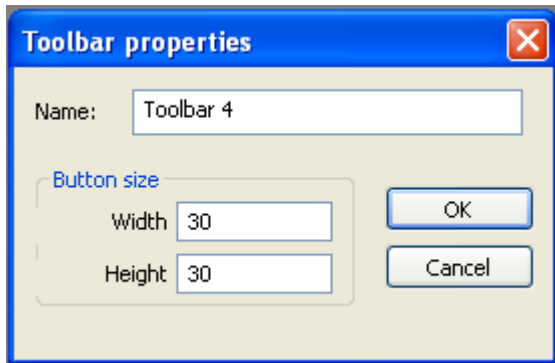 Toolbar properties
Name: Toolbar 4
Button size
Width 30
OK
Height 30
Cancel